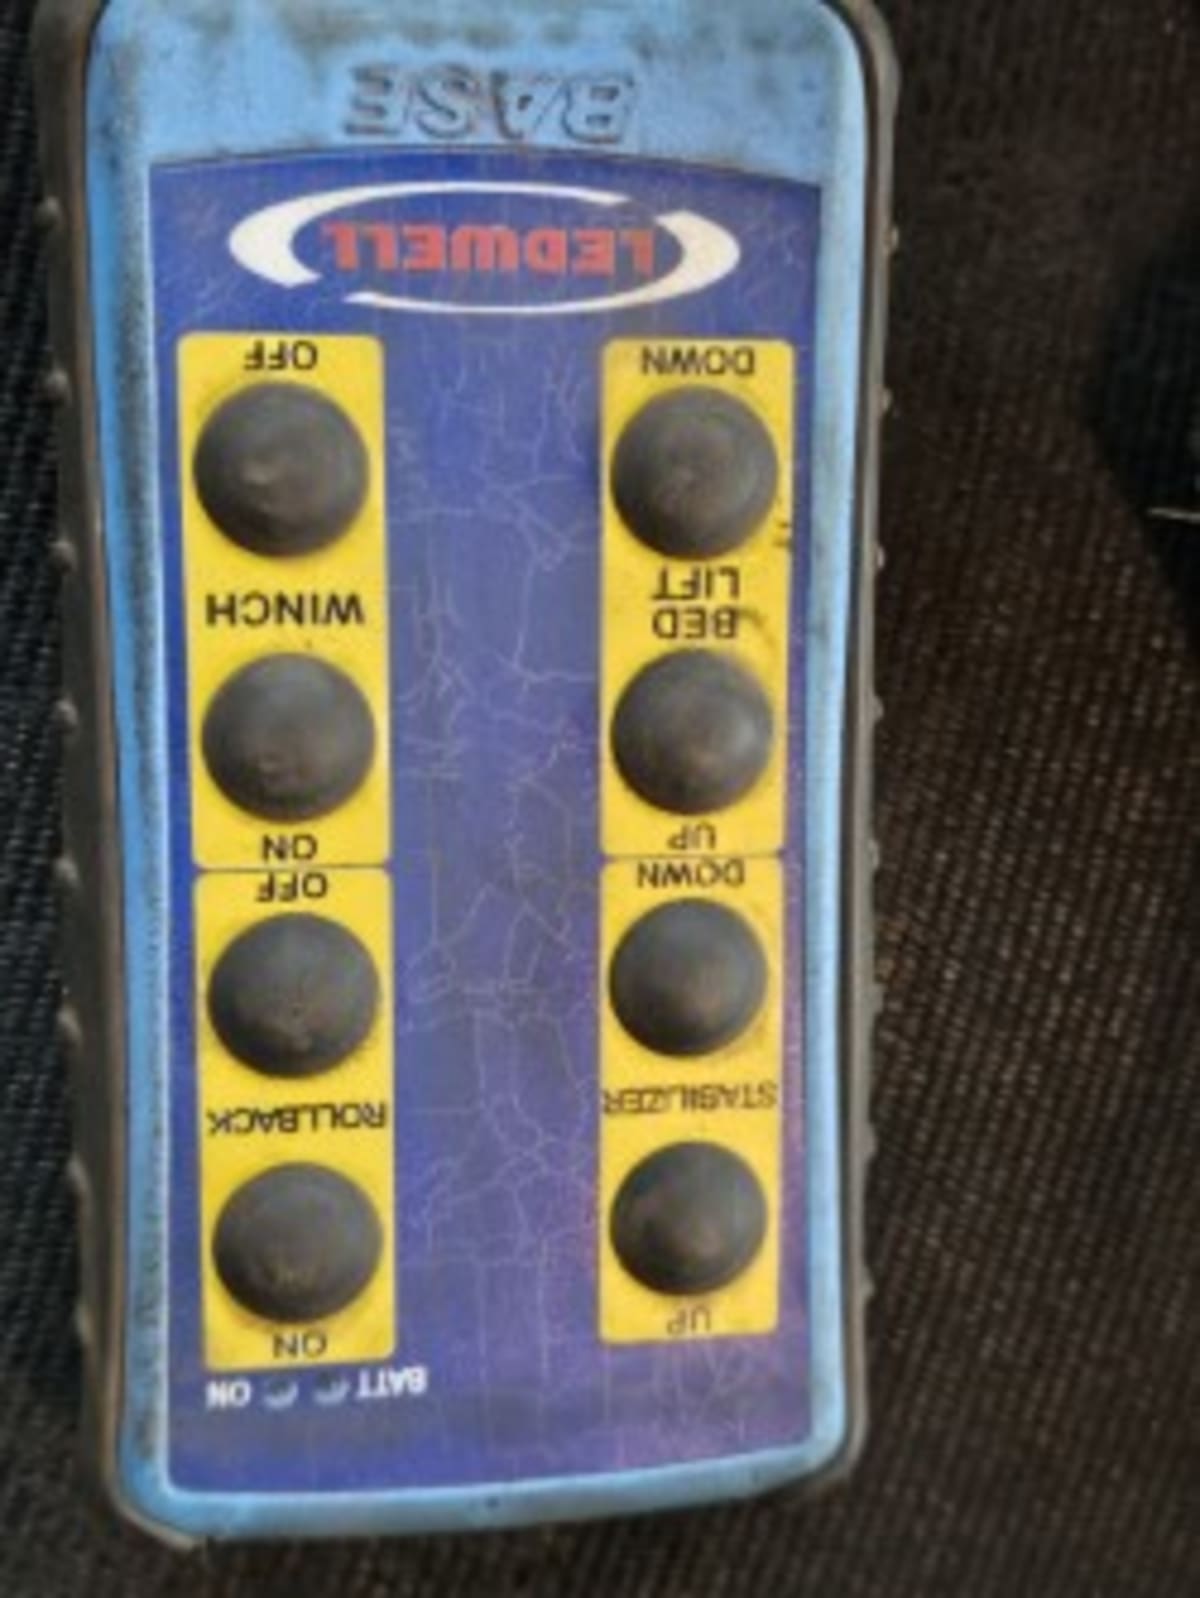 BATT ON
UP
STABILIZER
DOWN
UP
BED
LIFT
DOWN
ON
ROLLBACK
OFF
ON
WINCH
OFF
LEDWELL
BASE